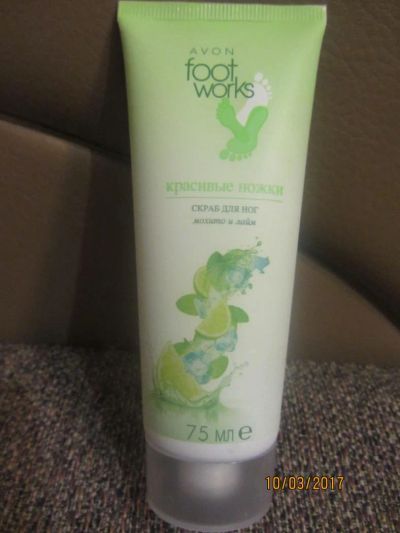 AVON
foot
works
красивые ножки
СКРАБ ДЛЯ НОГ
мохито и лайм
75 МЛ е
10/03/2017